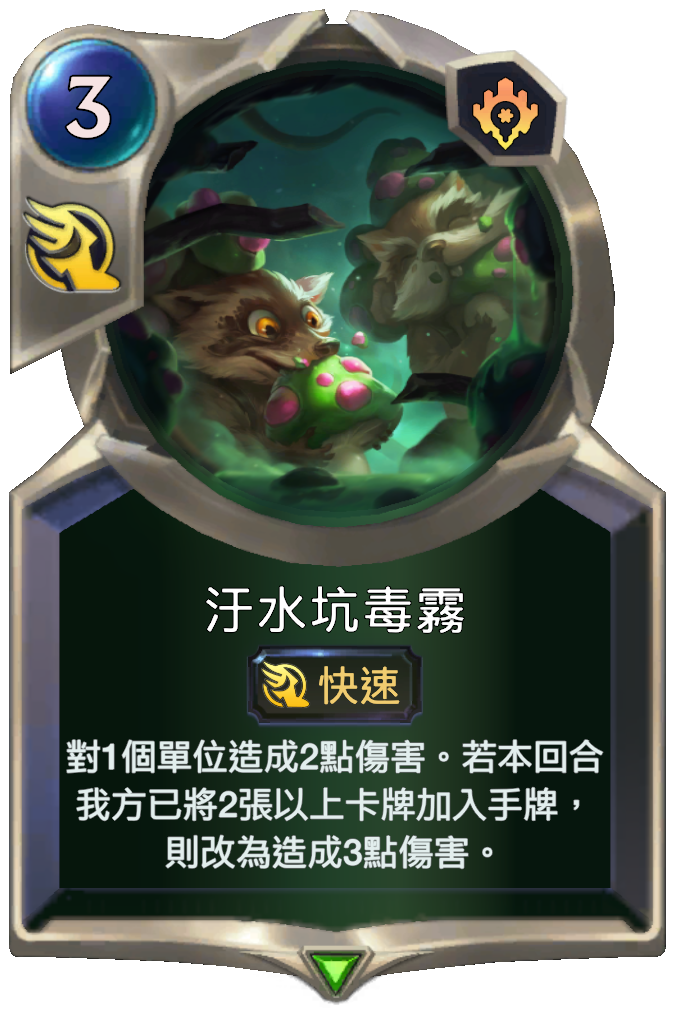 3
汙水坑毒霧
快速
對1個單位造成2點傷害。若本回合
我方已將2張以上卡牌加入手牌，
則改為造成3點傷害。